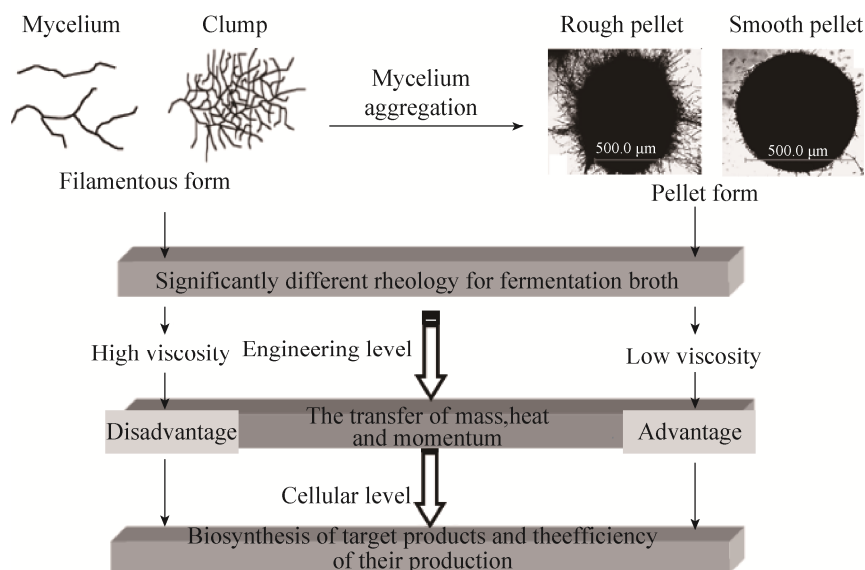 Mycelium
Clump
Rough pellet
Smooth pellet
Mycelium
aggregation
500.0 μm
500.0 μm
Filamentous form
Pellet form
Significantly different rheology for fermentation broth
High viscosity
Engineering level
Low viscosity
Disadvantage
The transfer of mass,heat
and momentum
Advantage
Cellular level
Biosynthesis of target products and theefficiency
of their production